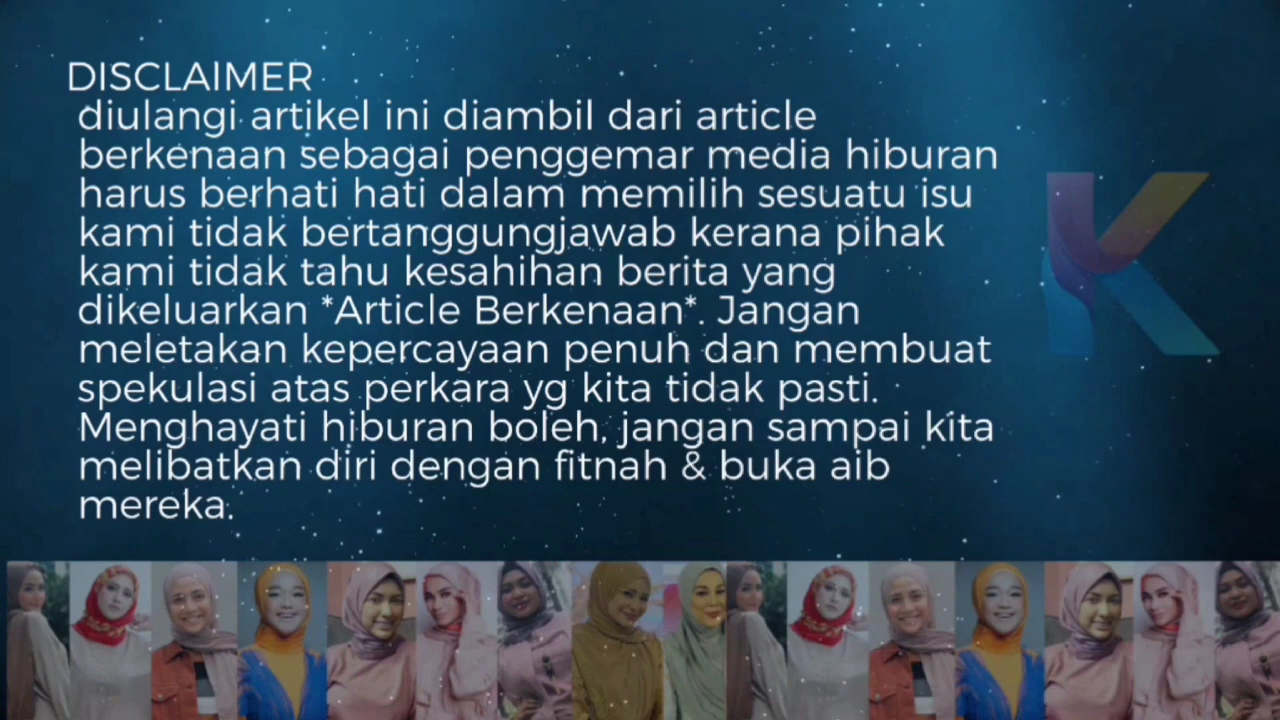 DISCLAIMER
diulangi artikel ini diambil dari article
berkenaan sebagai penggemar media hiburan
harus berhati hati dalam memilih sesuatu isu
kami tidak bertanggungjawab kerana pihak
kami tidak tahu kesahihan berita yang
dikeluarkan *Article Berkenaan*. Jangan
meletakan kepercayaan penuh dan membuat
spekulasi atas perkara yg kita tidak pasti.
Menghayati hiburan boleh, jangan sampai kita
melibatkan diri dengan fitnah & buka aib
mereka.
K